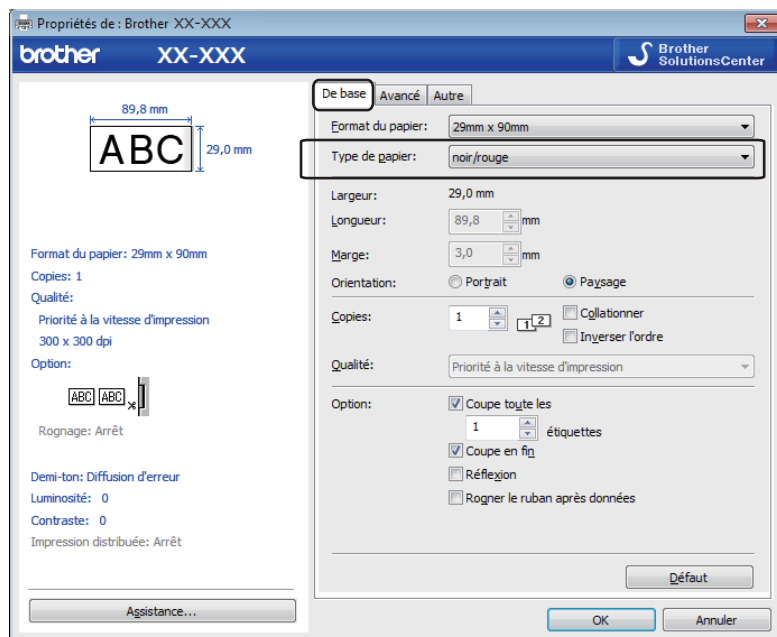 Propriétés de : Brother XX-XXX
brother XX-XXX
Brother
SolutionsCenter
89,8 mm
ABC
29,0 mm
Format du papier: 29mm x 90mm
Copies: 1
Qualité:
Priorité à la vitesse d'impression
300 x 300 dpi
Option:
ABC ABC
Rognage: Arrêt
Demi-ton: Diffusion d'erreur
Luminosité: 0
Contraste: 0
Impression distribuée: Arrêt
Assistance...
De base Avancé Autre
Format du papier: 29mm x 90mm
Type de papier: noir/rouge
Largeur: 29,0 mm
Longueur: 89,8 mm
Marge: 3,0 mm
Orientation: Portrait Paysage
Copies: 1 1 2 Collationner
Inverser l'ordre
Qualité: Priorité à la vitesse d'impression
Option: Coupe toute les
1 étiquettes
Coupe en fin
Réflexion
Rogner le ruban après données
Défaut
OK Annuler